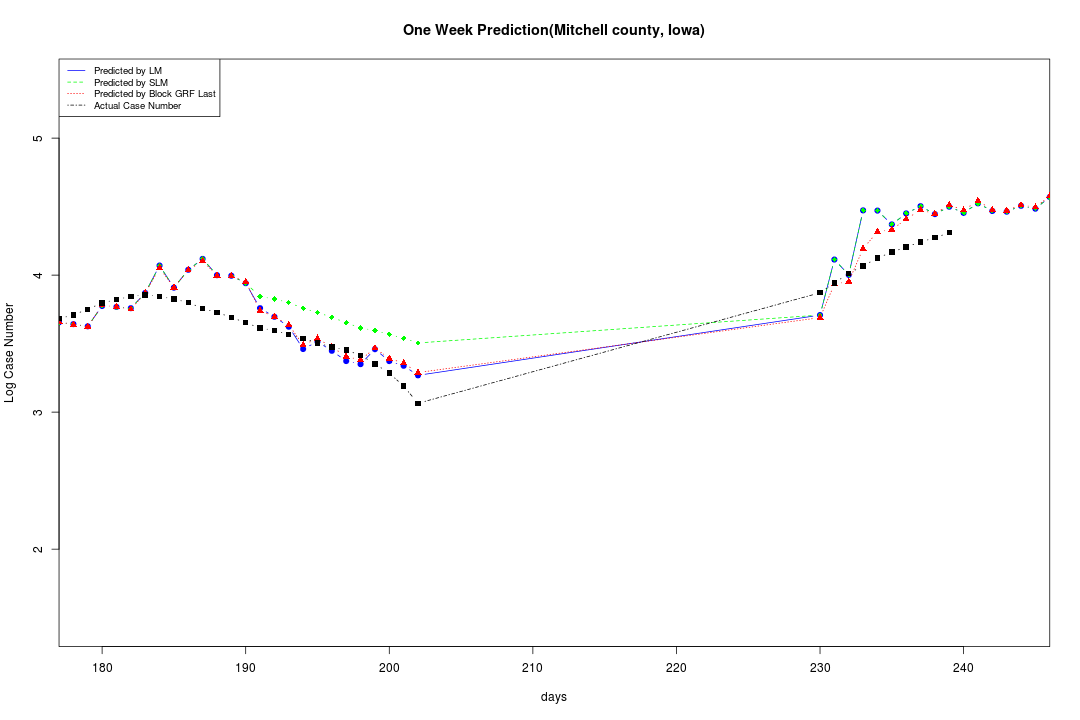 One Week Prediction(Mitchell county, Iowa)
Predicted by LM
Predicted by SLM
Predicted by Block GRF Last
Actual Case Number
5
4
3
2
Log Case Number
180 190 200 210 220 230 240
days